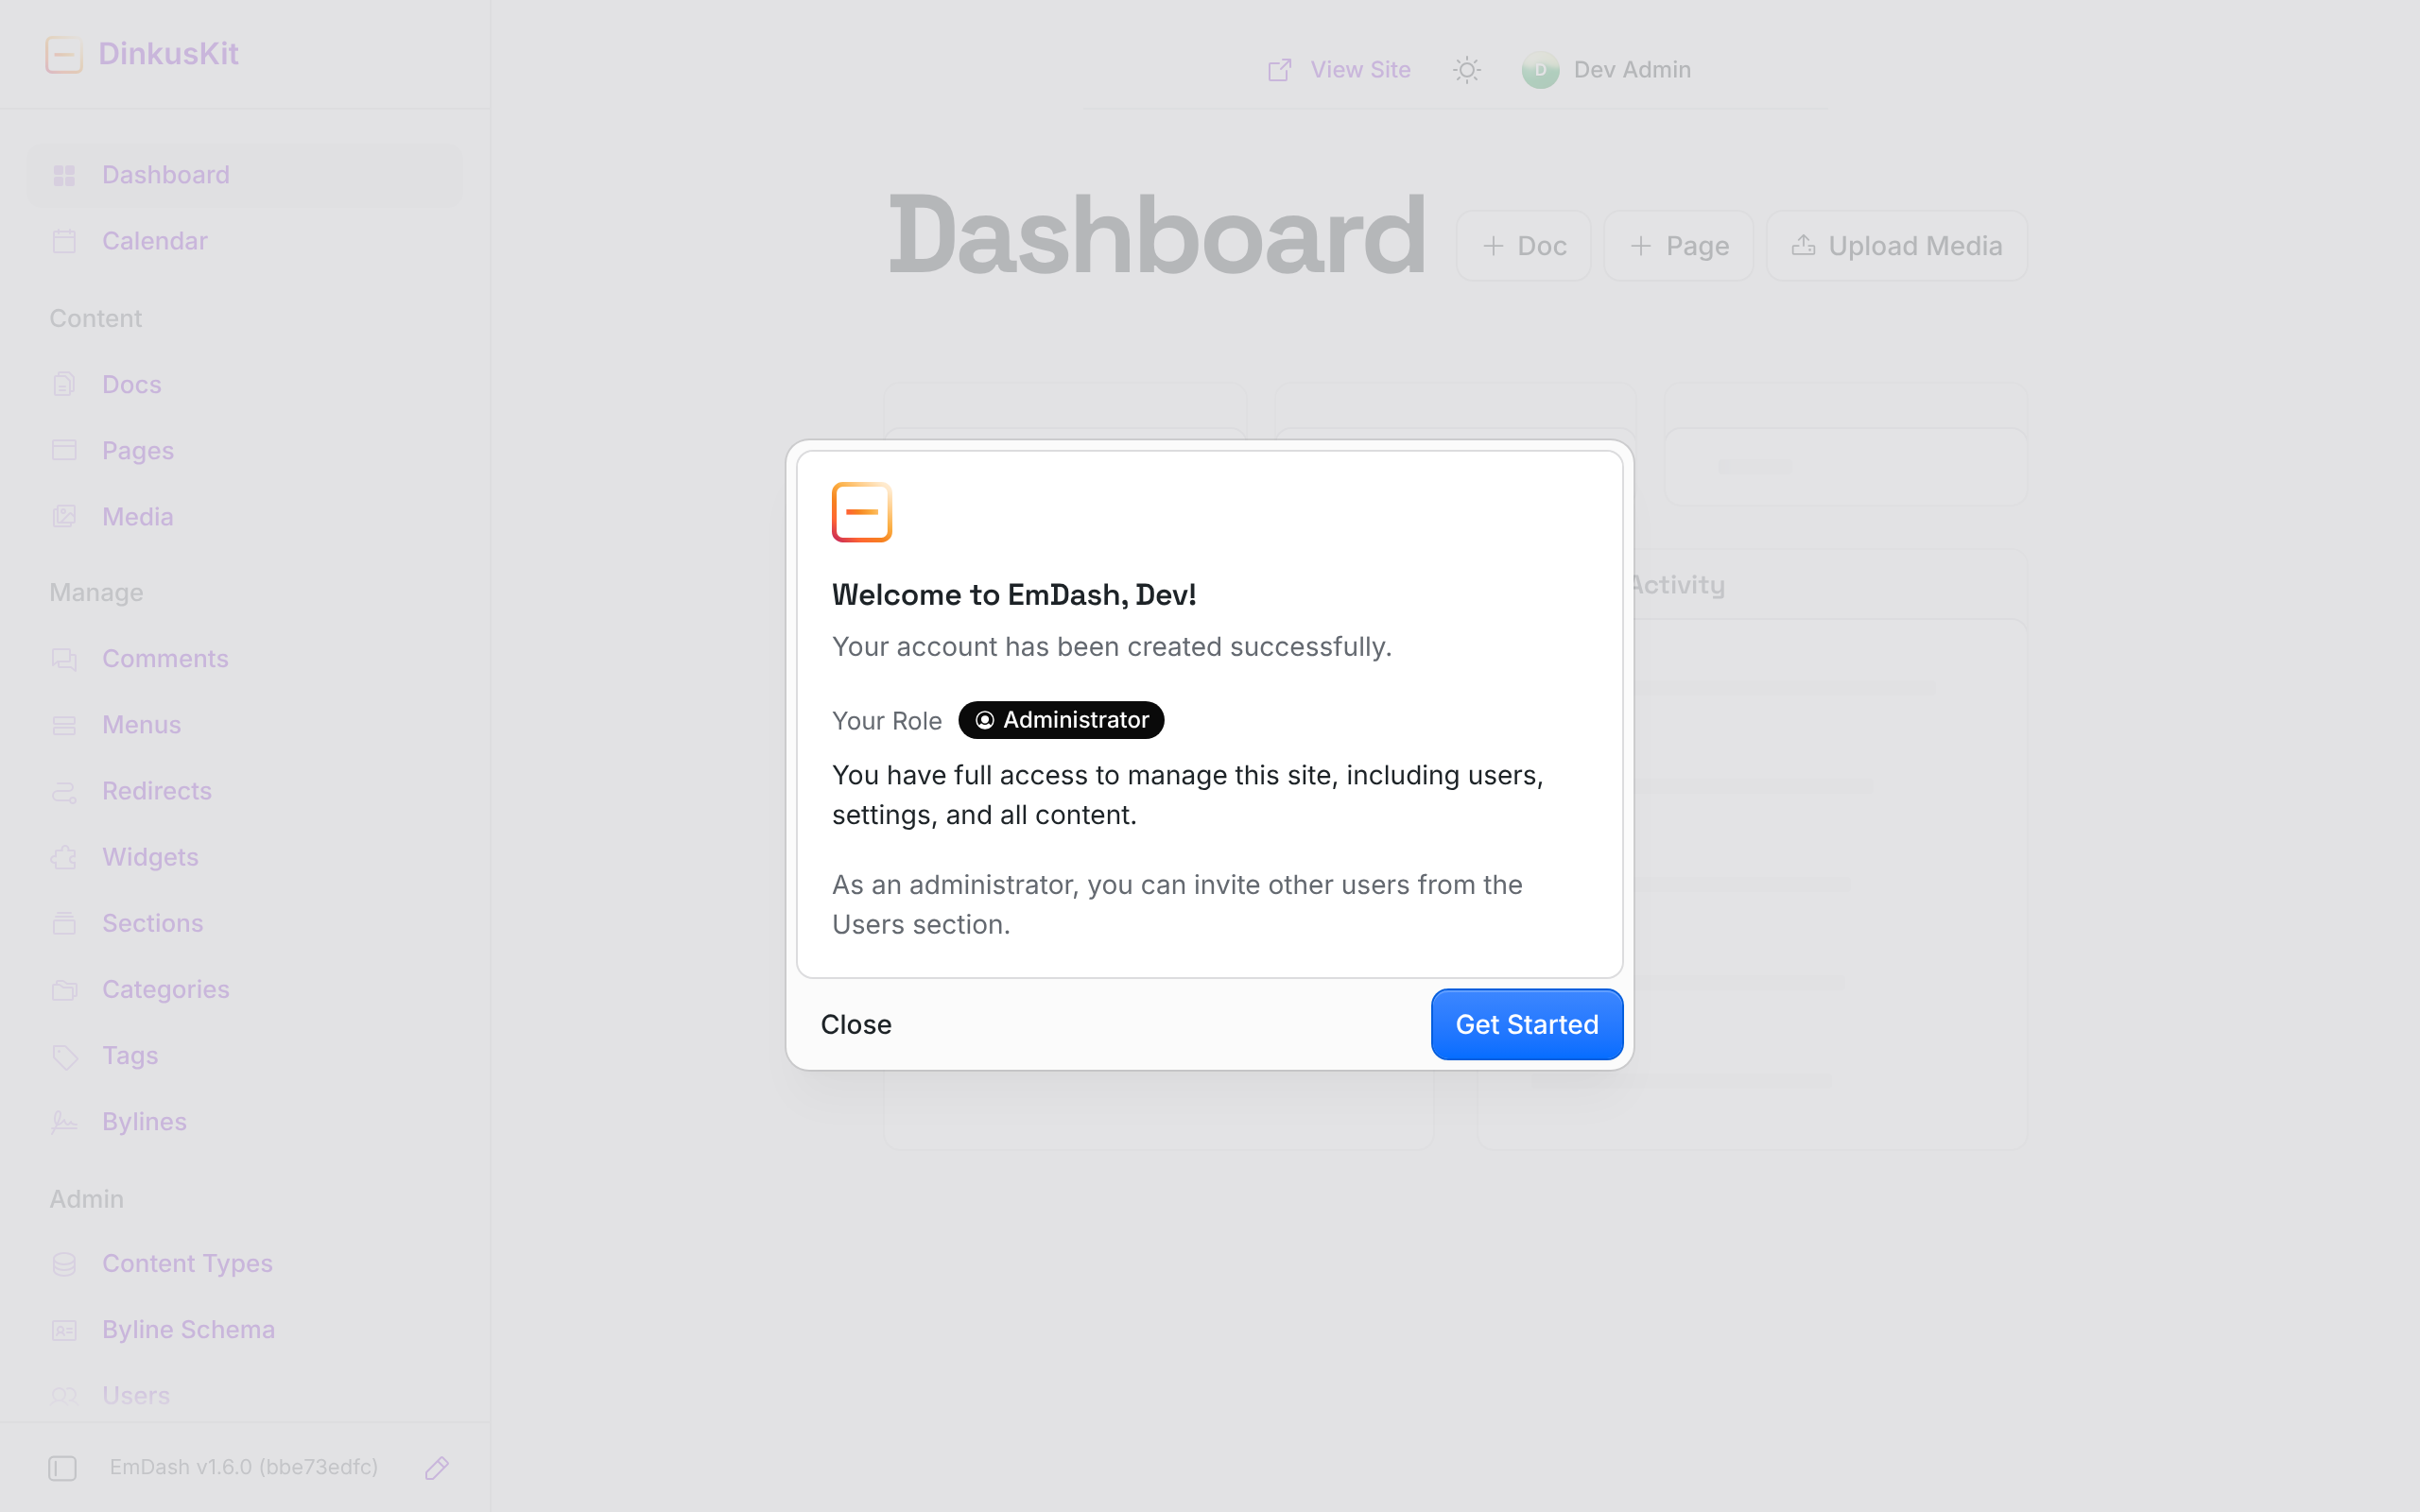 DinkusKit
View Site
D
Dev Admin
Dashboard
Calendar
Content
Docs
Pages
Media
Manage
Comments
Menus
Redirects
Widgets
Sections
Categories
Tags
Bylines
Admin
Content Types
Byline Schema
Users
EmDash v1.6.0 (bbe73edfc)
Dashboard
Doc
Page
Upload Media
Activity
Welcome to EmDash, Dev!
Your account has been created successfully.
Your Role Administrator
You have full access to manage this site, including users,
settings, and all content.
As an administrator, you can invite other users from the
Users section.
Close
Get Started